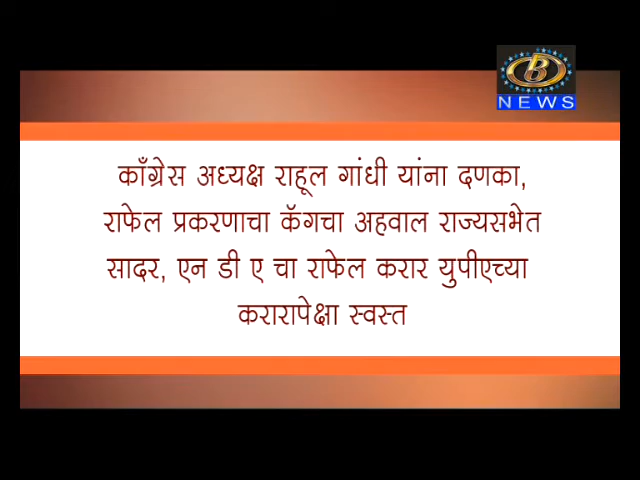 B
NEWS
काँग्रेस अध्यक्ष राहूल गांधी यांना दणका,
राफेल प्रकरणाचा कॅगचा अहवाल राज्यसभेत
सादर, एन डी ए चा राफेल करार युपीएच्या
करारापेक्षा स्वस्त